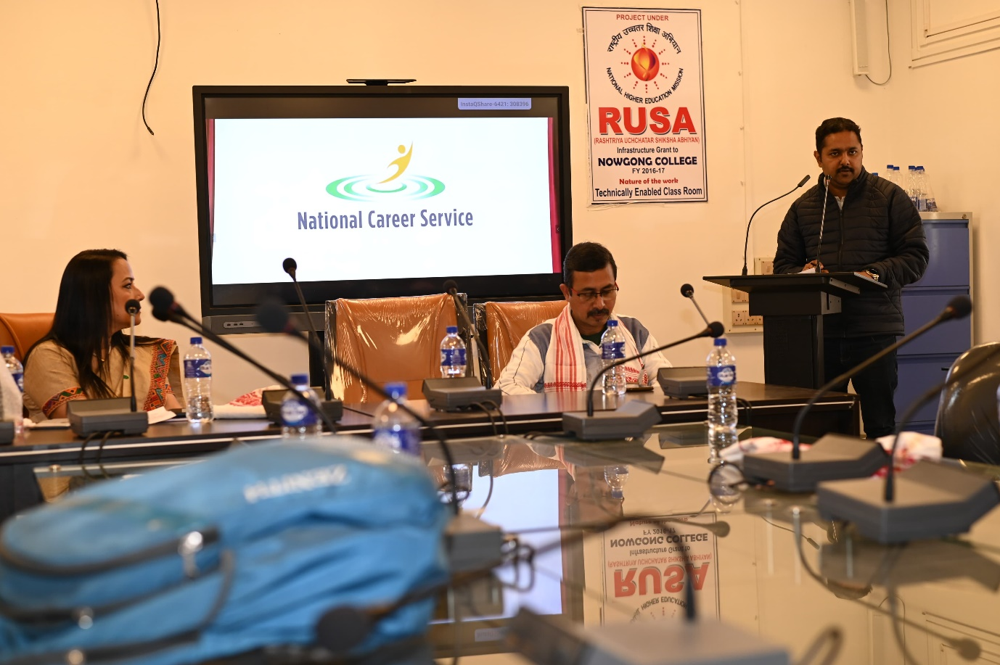 InstaQShare-6421: 308396
National Career Service
PROJECT UNDER
राष्ट्रीय उच्चतर शिक्षा अभियान
NATIONAL HIGHER EDUCATION MISSION
RUSA
(RASHTRIYA UCHCHATAR SHIKSHA ABHIYAN)
Infrastructure Grant to
NOWGONG COLLEGE
FY 2016-17
Nature of the work
Technically Enabled Class Room